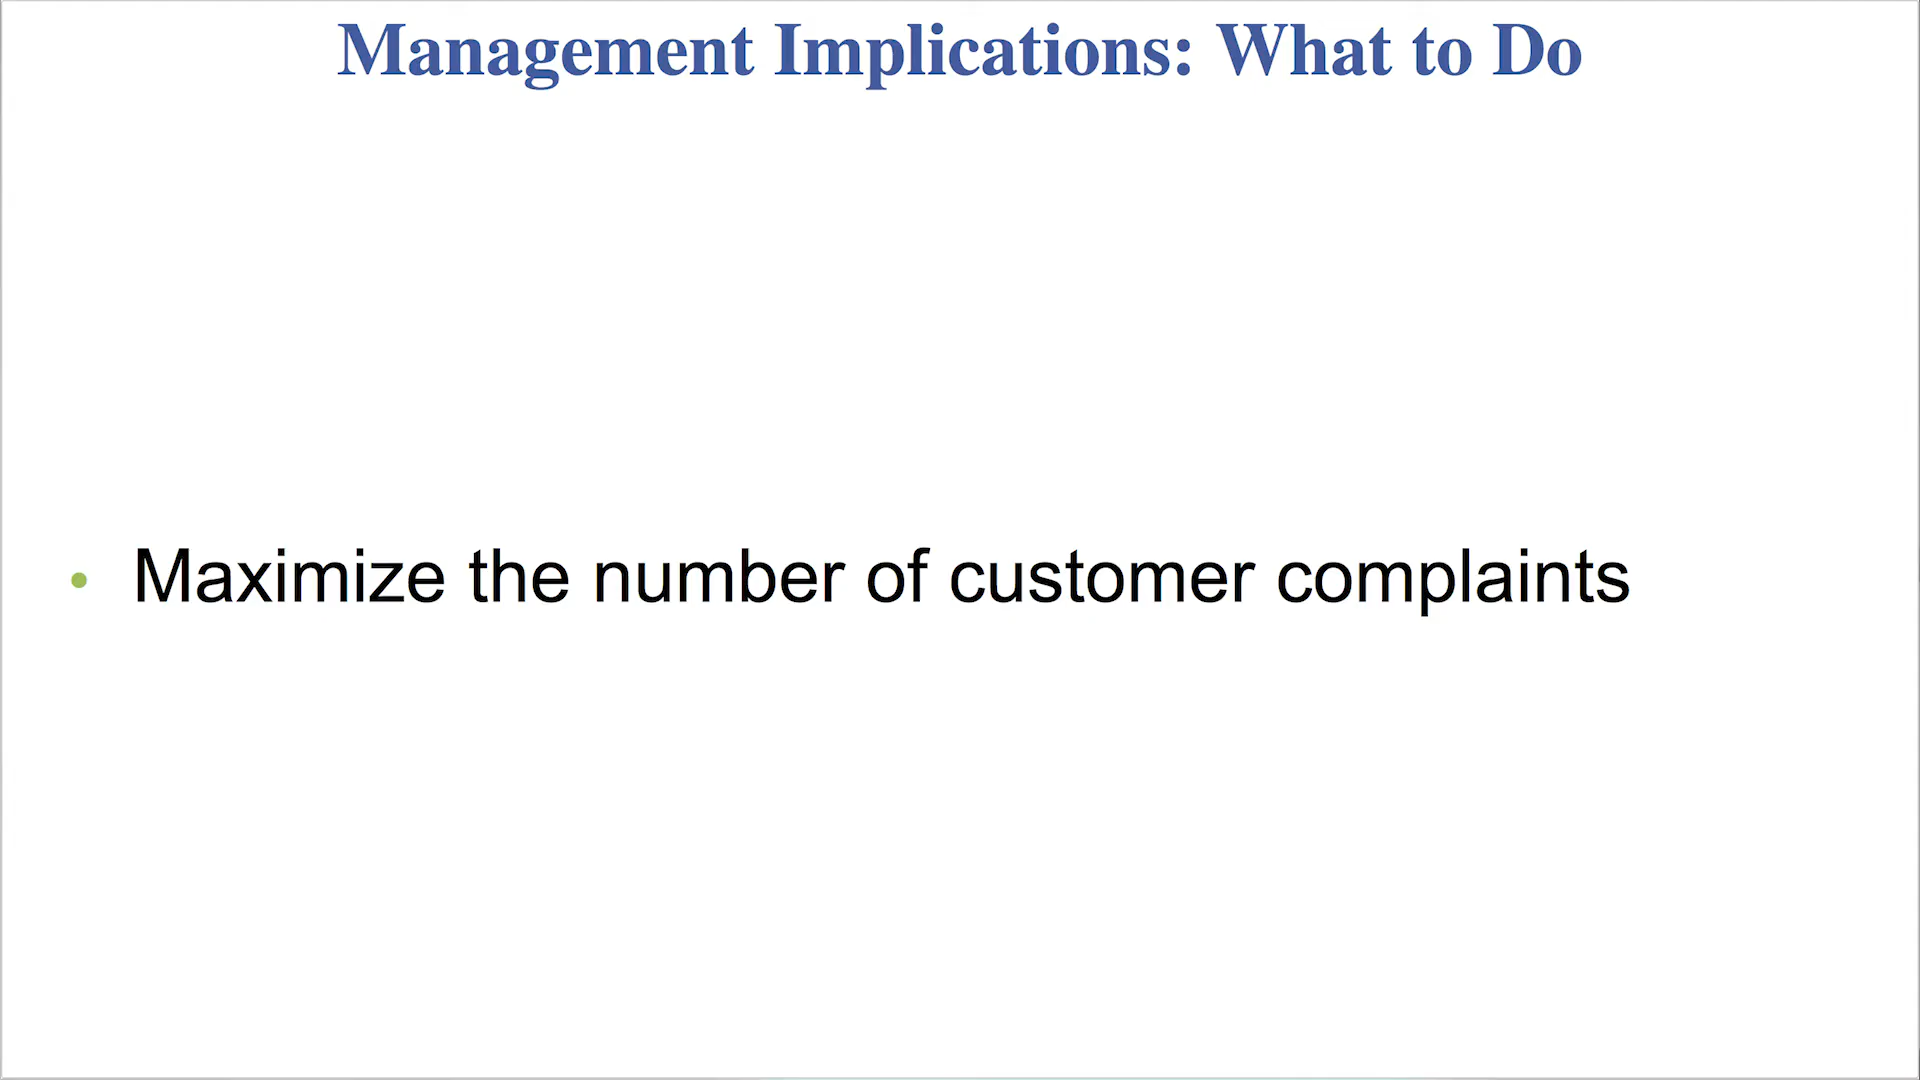 Management Implications: What to Do
• Maximize the number of customer complaints